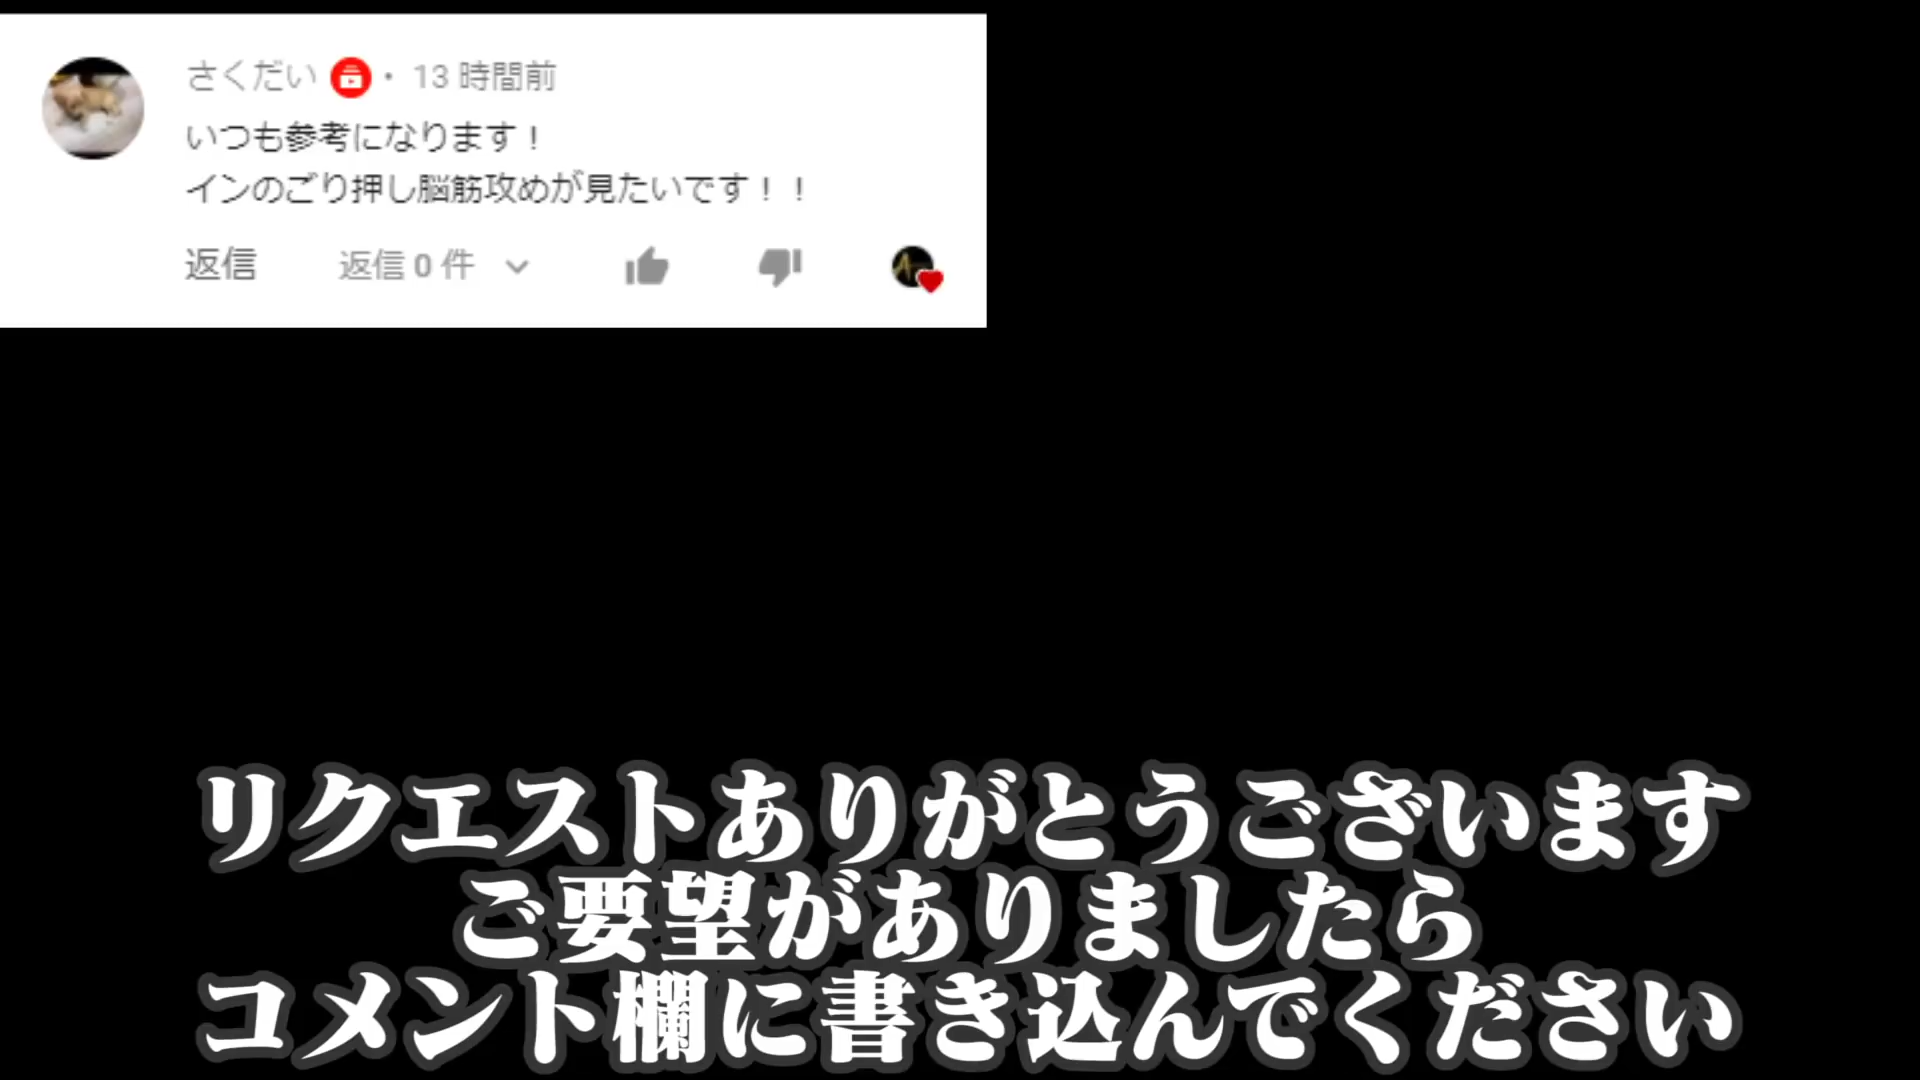 さくだい • 13 時間前
いつも参考になります！
インのごり押し脳筋攻めが見たいです！！
返信 返信 0 件
リクエストありがとうございます
ご要望がありましたら
コメント欄に書き込んでください